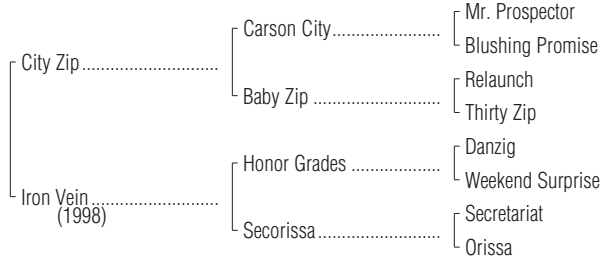 Mr. Prospector
Carson City..............................
Blushing Promise
City Zip......................................
Relaunch
Baby Zip ...................................
Thirty Zip
Danzig
Honor Grades .........................
Weekend Surprise
Iron Vein...................................
(1998)
Secretariat
Secorissa..................................
Orissa